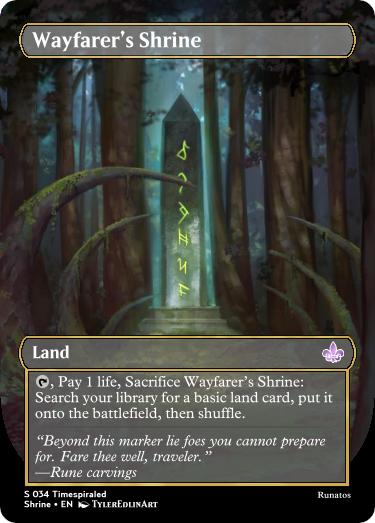 Wayfarer's Shrine
Land
, Pay 1 life, Sacrifice Wayfarer's Shrine:
Search your library for a basic land card, put it
onto the battlefield, then shuffle.
"Beyond this marker lie foes you cannot prepare
for. Fare thee well, traveler."
—Rune carvings
S 034 Timespiraled
Runatos
Shrine • EN TylerEdlinArt